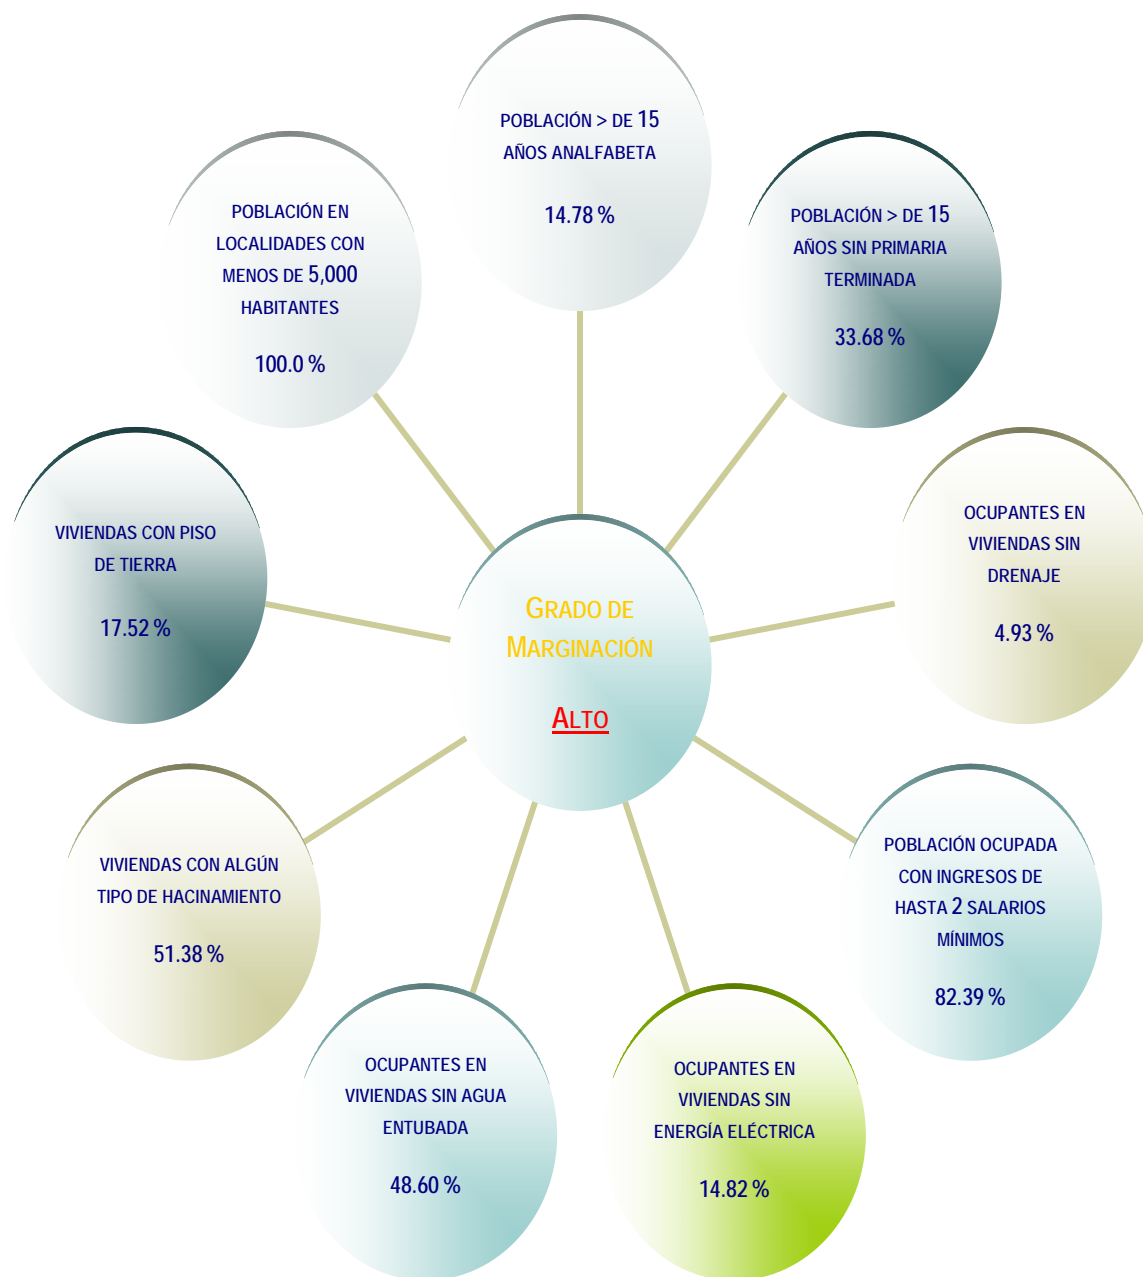 POBLACIÓN > DE 15
AÑOS ANALFABETA
14.78 %
POBLACIÓN > DE 15
AÑOS SIN PRIMARIA
TERMINADA
33.68 %
OCUPANTES EN
VIVIENDAS SIN
DRENAJE
4.93 %
POBLACIÓN OCUPADA
CON INGRESOS DE
HASTA 2 SALARIOS
MÍNIMOS
82.39 %
OCUPANTES EN
VIVIENDAS SIN
ENERGÍA ELÉCTRICA
14.82 %
OCUPANTES EN
VIVIENDAS SIN AGUA
ENTUBADA
48.60 %
VIVIENDAS CON ALGÚN
TIPO DE HACINAMIENTO
51.38 %
VIVIENDAS CON PISO
DE TIERRA
17.52 %
POBLACIÓN EN
LOCALIDADES CON
MENOS DE 5,000
HABITANTES
100.0 %
GRADO DE
MARGINACIÓN
ALTO